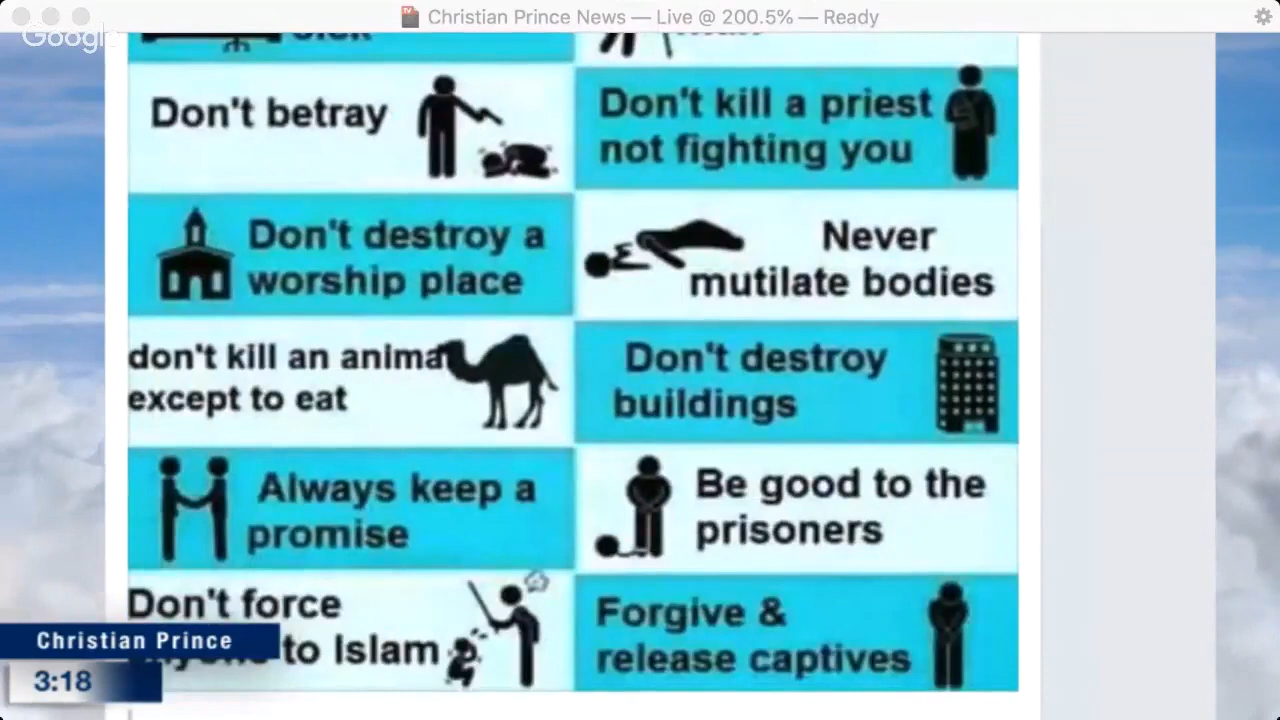 Christian Prince News — Live @ 200.5% — Ready
Google
Don't betray
Don't kill a priest
not fighting you
Don't destroy a
worship place
Never
mutilate bodies
don't kill an anima
except to eat
Don't destroy
buildings
Always keep a
promise
Be good to the
prisoners
Don't force
to Islam
Forgive &
release captives
Christian Prince
3:18